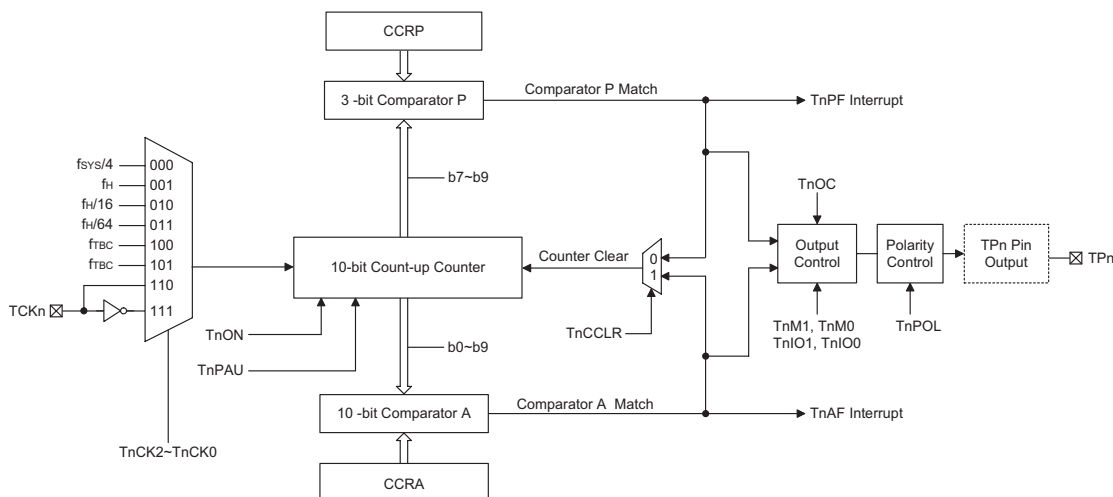 CCRP
3 -bit Comparator P
Comparator P Match
TnPF Interrupt
b7~b9
fSYS/4 000
fH 001
fH/16 010
fH/64 011
fTBC 100
fTBC 101
110
TCKn
111
10-bit Count-up Counter
Counter Clear
0
1
TnOC
Output
Control
Polarity
Control
TPn Pin
Output
TPn
TnON
TnPAU
TnCCLR
TnM1, TnM0
TnIO1, TnIO0
TnPOL
b0~b9
10 -bit Comparator A
Comparator A Match
TnAF Interrupt
TnCK2~TnCK0
CCRA